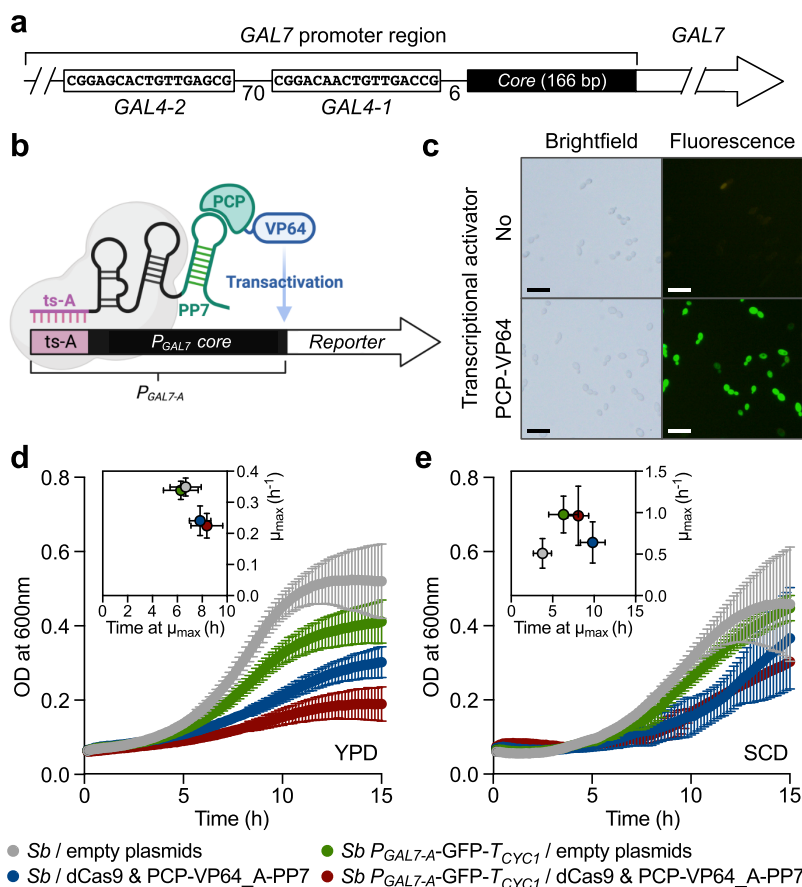 a
GAL7 promoter region
GAL7
CGGAGCACTGTTGAGCG
CGGACAACTGTTGACCG
Core (166 bp)
GAL4-2
70
GAL4-1
6
b
PCP
VP64
Transactivation
ts-A
PP7
ts-A
PGAL7 core
Reporter
PGAL7-A
c
Brightfield
Fluorescence
Transcriptional activator
No
PCP-VP64
d
0.8
0.6
0.4
0.2
0.0
OD at 600nm
0.4
0.3
0.2
0.1
0.0
μmax (h-1)
0 2 4 6 8 10
Time at μmax (h)
YPD
0 5 10 15
Time (h)
e
0.8
0.6
0.4
0.2
0.0
OD at 600nm
1.5
1.0
0.5
0.0
μmax (h-1)
0 5 10 15
Time at μmax (h)
SCD
0 5 10 15
Time (h)
Sb / empty plasmids
Sb PGAL7-A-GFP-TCYC1 / empty plasmids
Sb / dCas9 & PCP-VP64_A-PP7
Sb PGAL7-A-GFP-TCYC1 / dCas9 & PCP-VP64_A-PP7